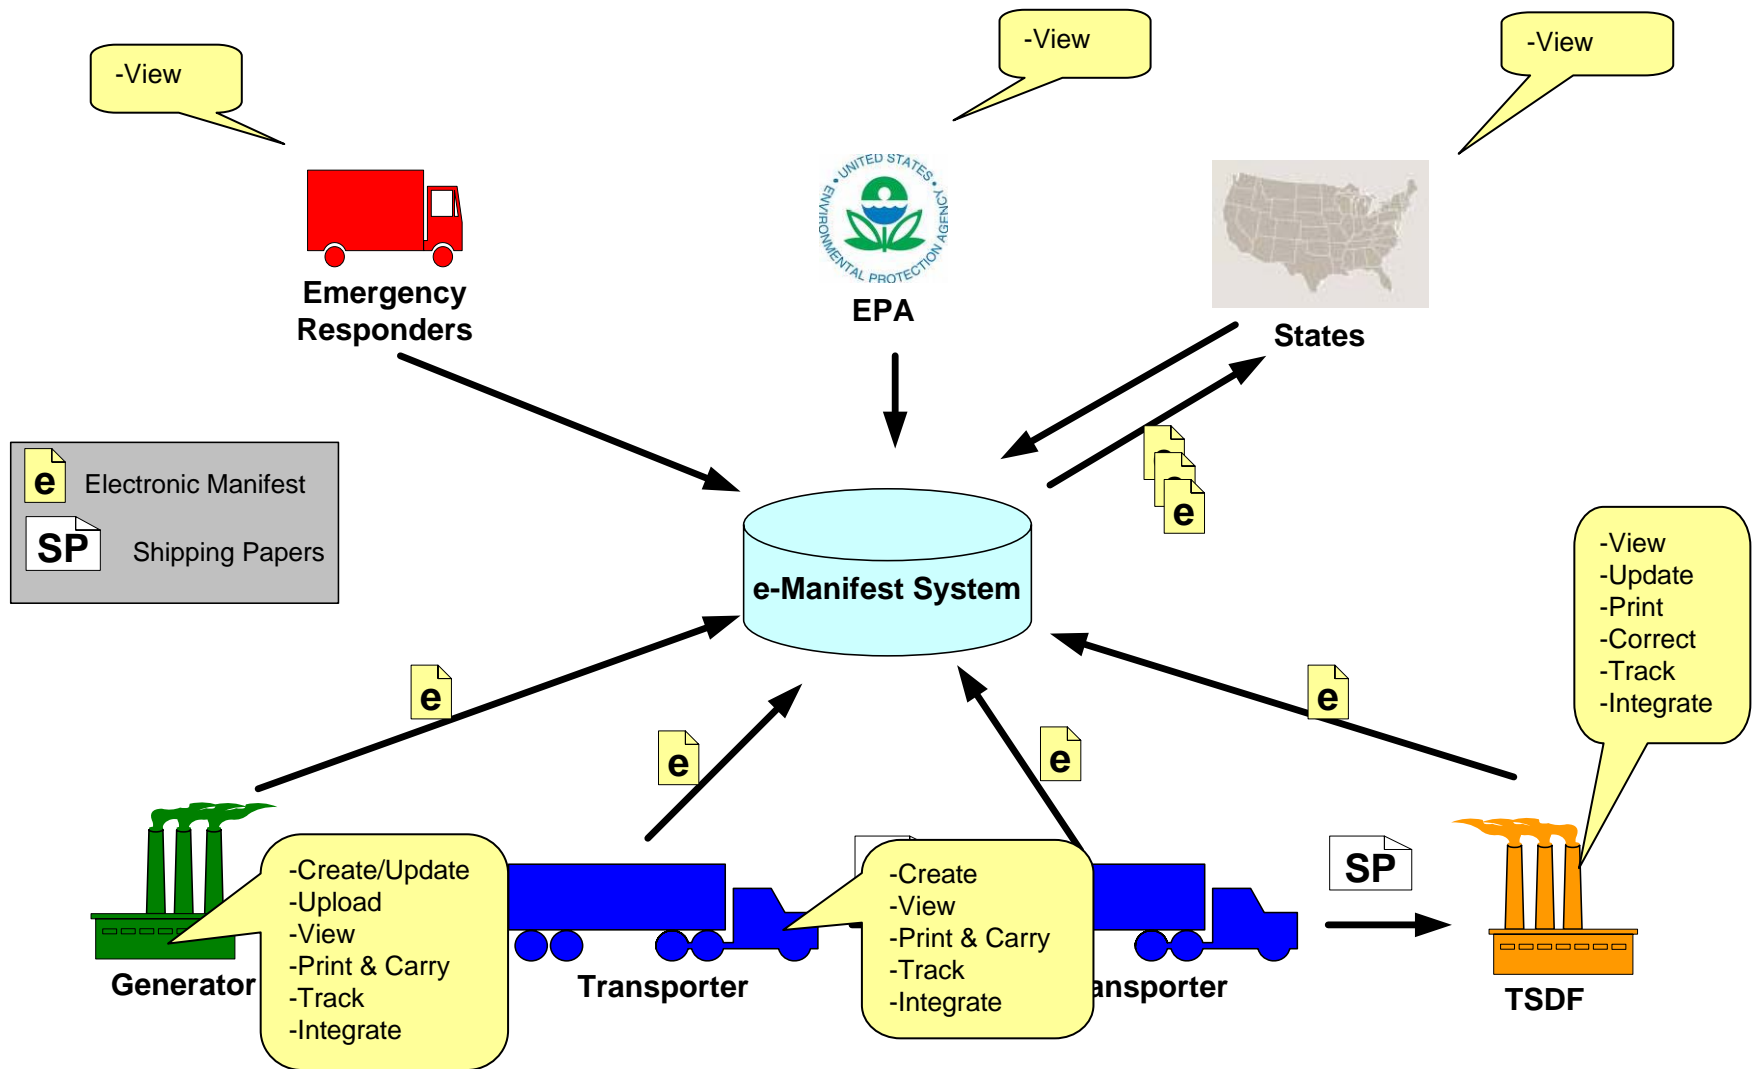 -View
-View
-View
UNITED STATES • ENVIRONMENTAL PROTECTION AGENCY •
Emergency
Responders
EPA
States
e Electronic Manifest
SP Shipping Papers
e
e-Manifest System
-View
-Update
-Print
-Correct
-Track
-Integrate
e
e
e
e
-Create/Update
-Upload
-View
-Print & Carry
-Track
-Integrate
-Create
-View
-Print & Carry
-Track
-Integrate
SP
Generator
Transporter
ansporter
TSDF